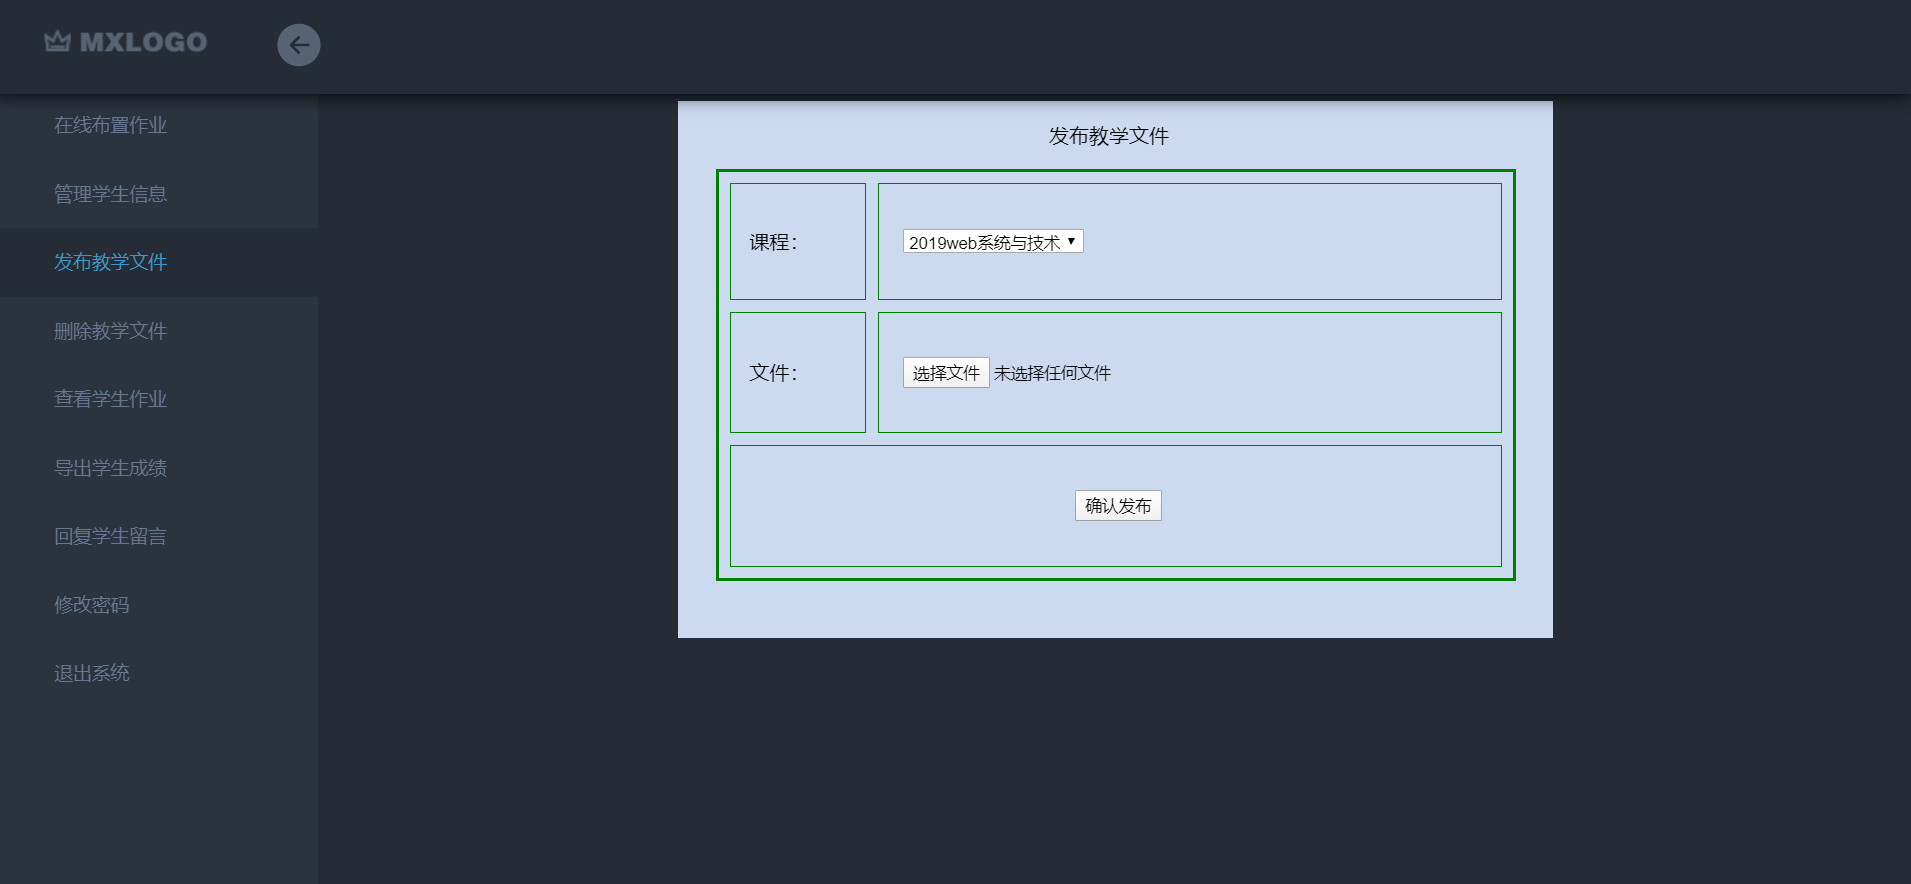 MXLOGO
在线布置作业
管理学生信息
发布教学文件
删除教学文件
查看学生作业
导出学生成绩
回复学生留言
修改密码
退出系统
发布教学文件
课程：
2019web系统与技术
文件：
选择文件 未选择任何文件
确认发布